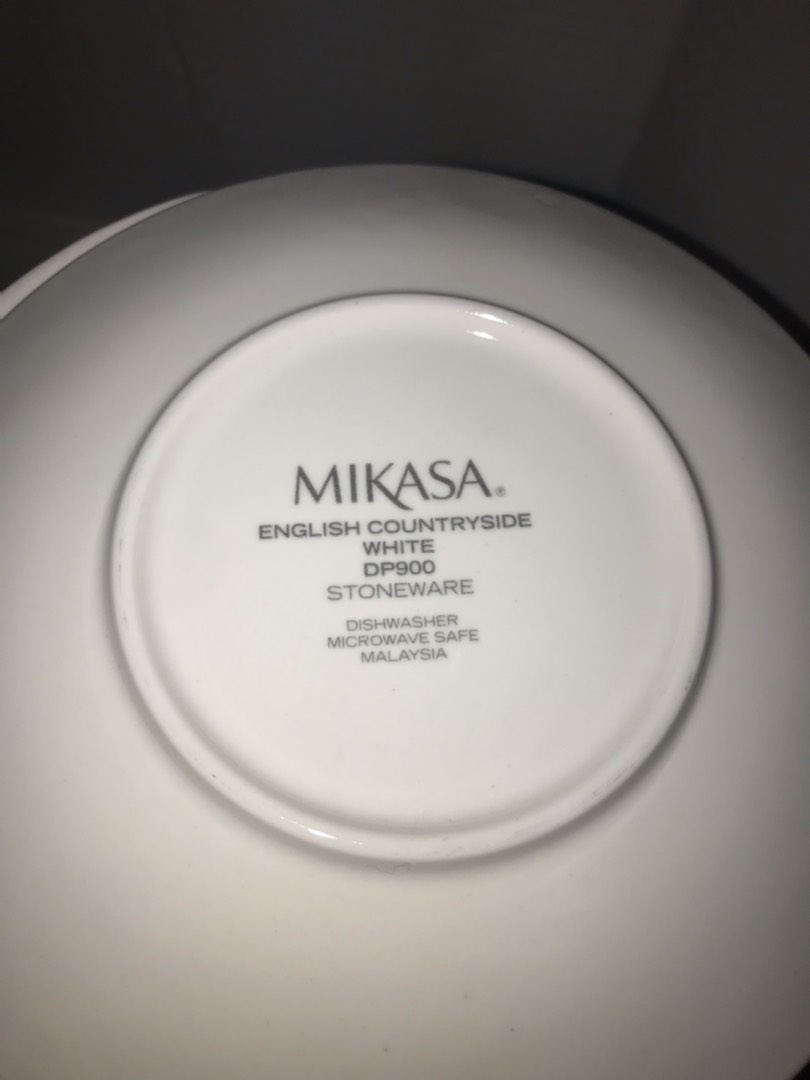 MIKASA®
ENGLISH COUNTRYSIDE
WHITE
DP900
STONEWARE
DISHWASHER
MICROWAVE SAFE
MALAYSIA